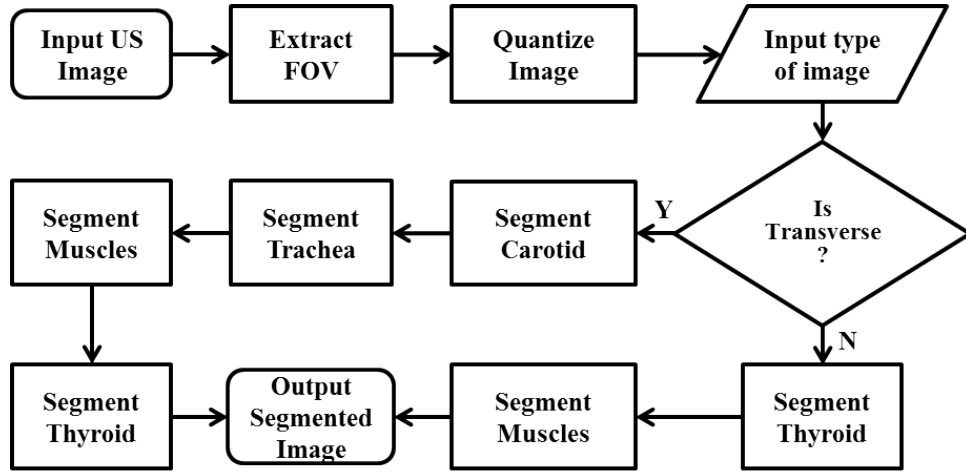 Input US
Image
Extract
FOV
Quantize
Image
Input type
of image
Is
Transverse
?
Y
N
Segment
Carotid
Segment
Trachea
Segment
Muscles
Segment
Thyroid
Segment
Thyroid
Segment
Muscles
Output
Segmented
Image